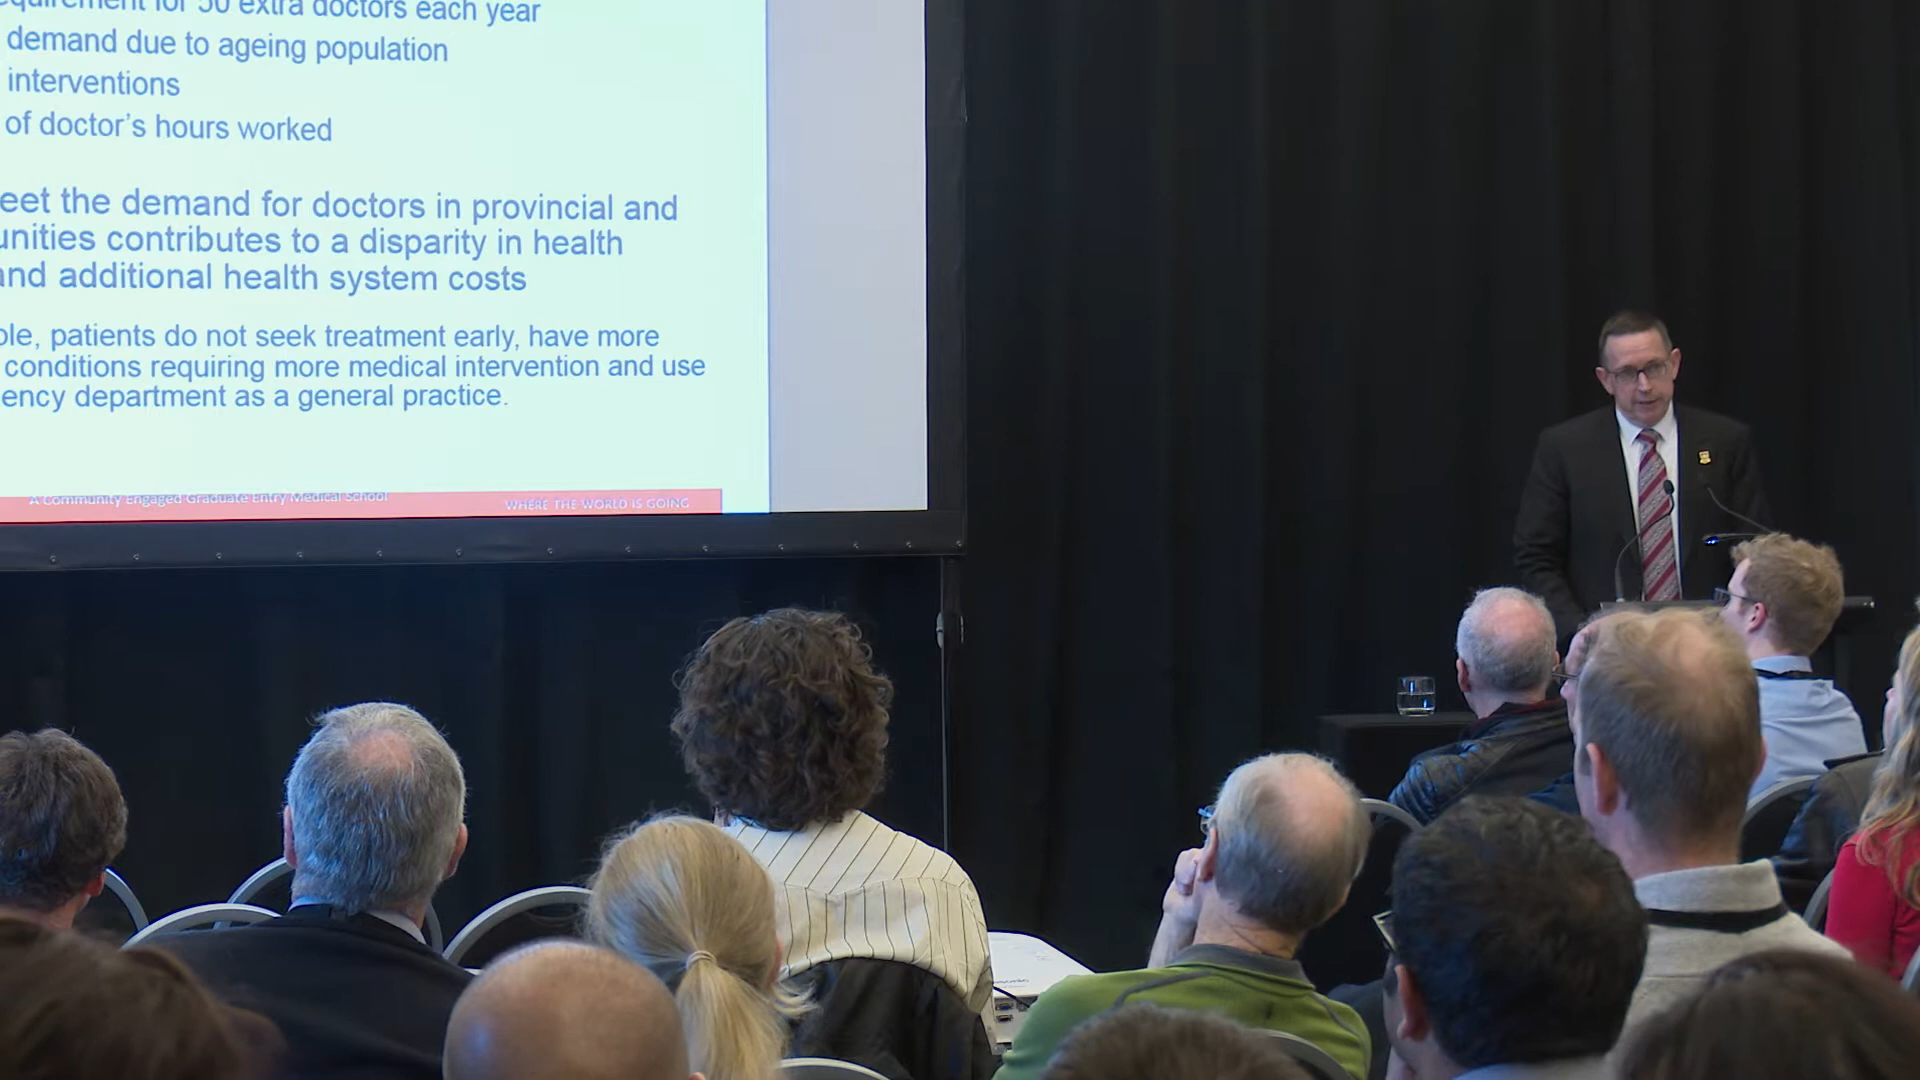 for 50 extra doctors each year
demand due to ageing population
interventions
of doctor's hours worked
eet the demand for doctors in provincial and
unities contributes to a disparity in health
and additional health system costs
ole, patients do not seek treatment early, have more
conditions requiring more medical intervention and use
ency department as a general practice.
A Community Engaged Graduate Entry Medical School
WHERE THE WORLD IS GOING